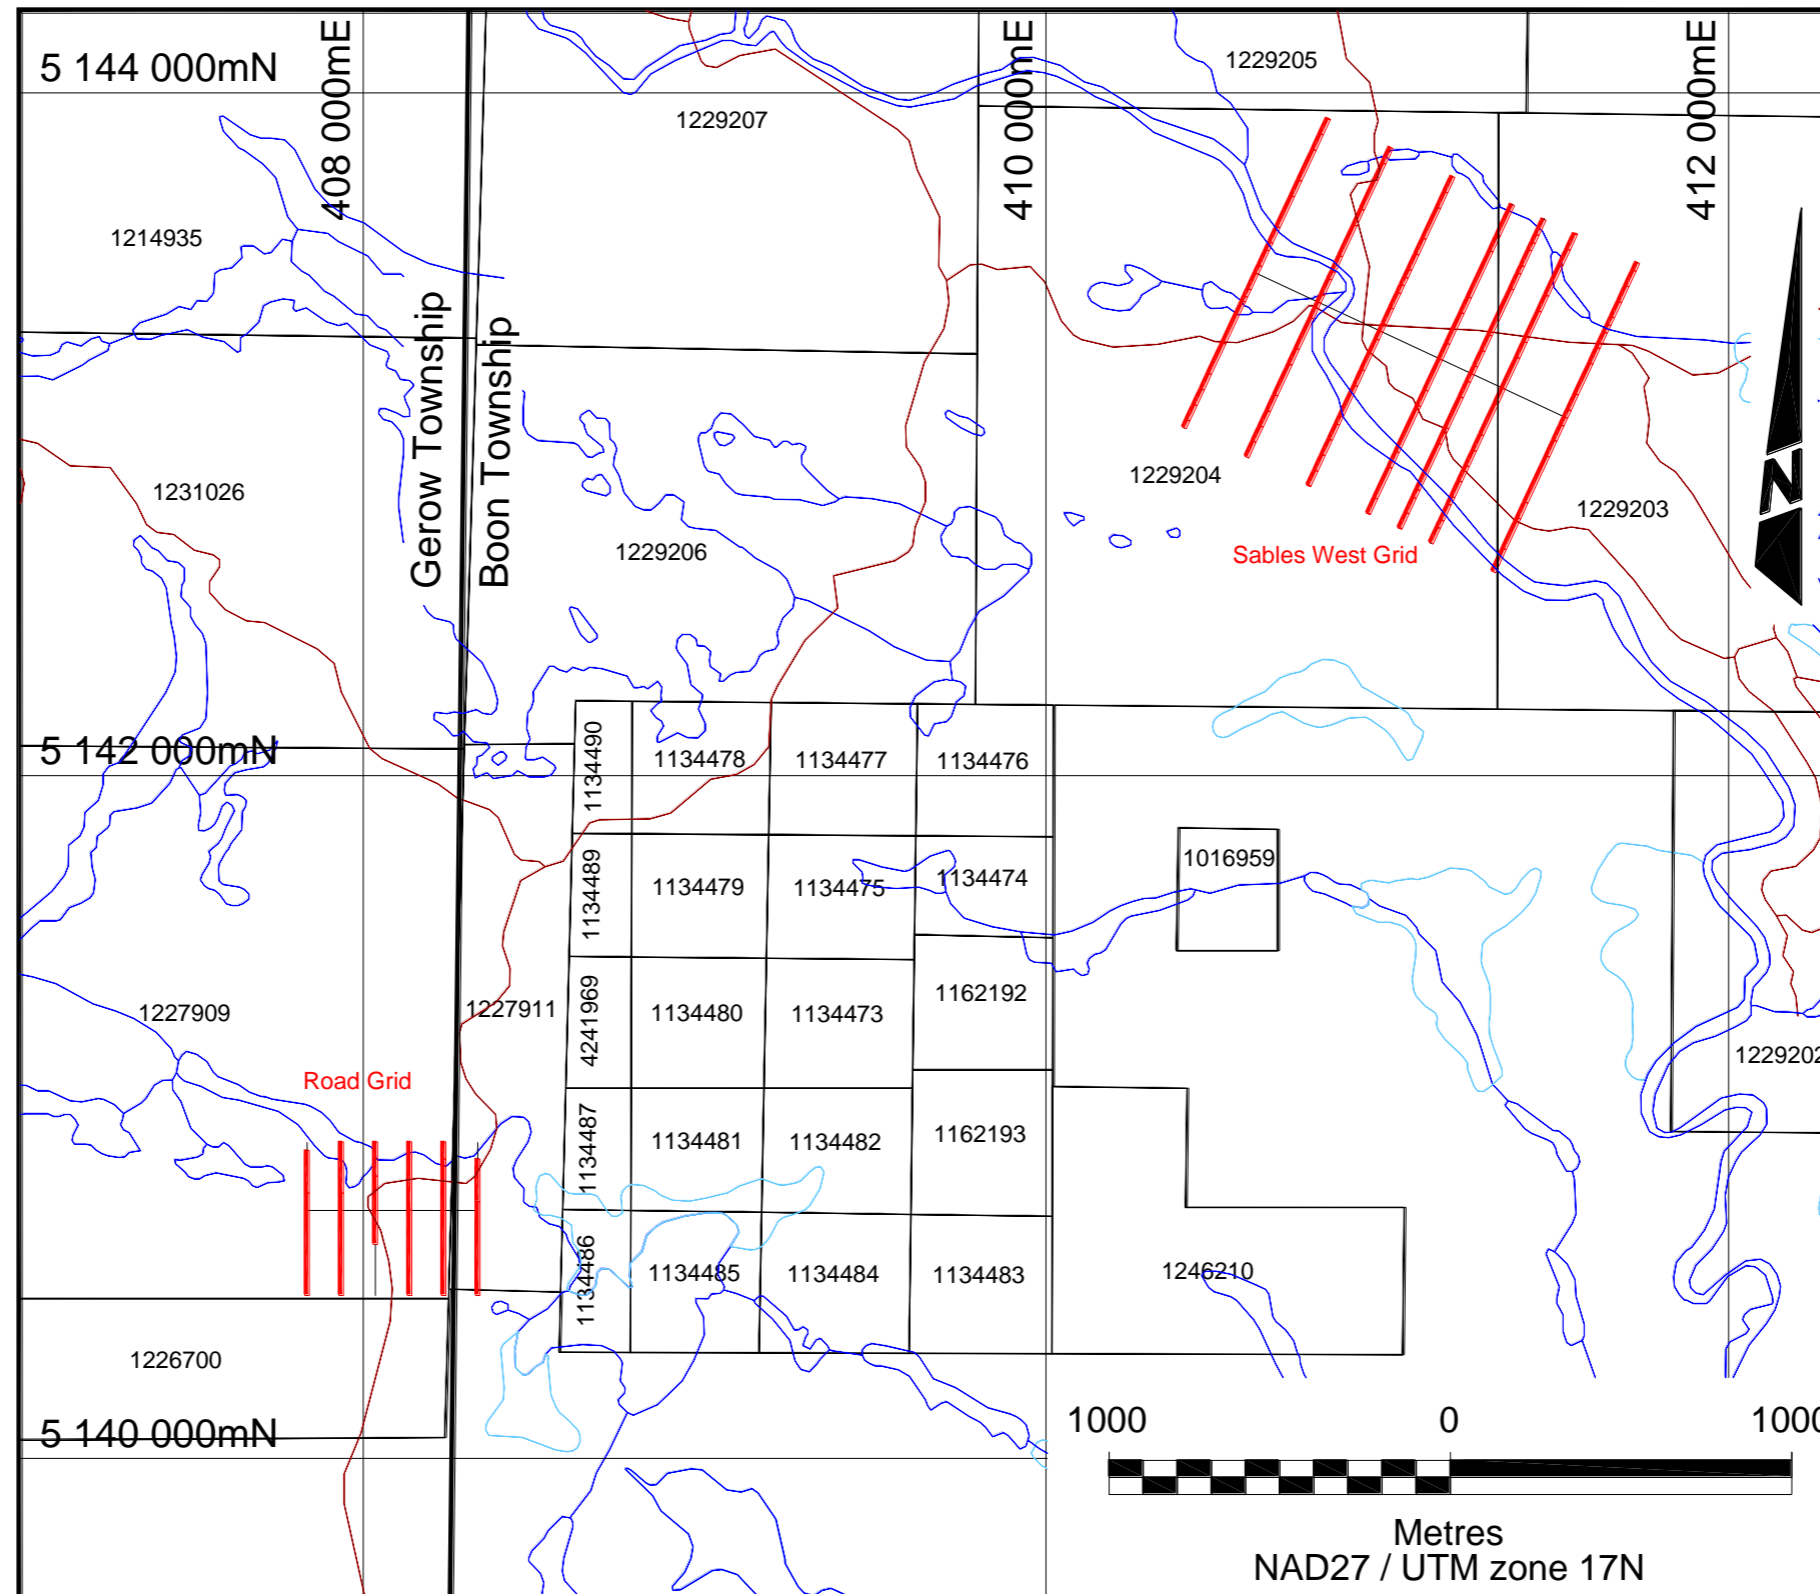 5 144 000mN
408 000mE
410 000mE
412 000mE
1229205
1229207
1214935
Gerow Township
Boon Township
1229204
1231026
1229203
1229206
Sables West Grid
N
5 142 000mN
1134490
1134478
1134477
1134476
1134489
1134479
1134475
1134474
1016959
1227909
1227911
4241969
1134480
1134473
1162192
1229202
Road Grid
1134487
1134481
1134482
1162193
1134486
1134485
1134484
1134483
1246210
1226700
5 140 000mN
1000 0 1000
Metres
NAD27 / UTM zone 17N